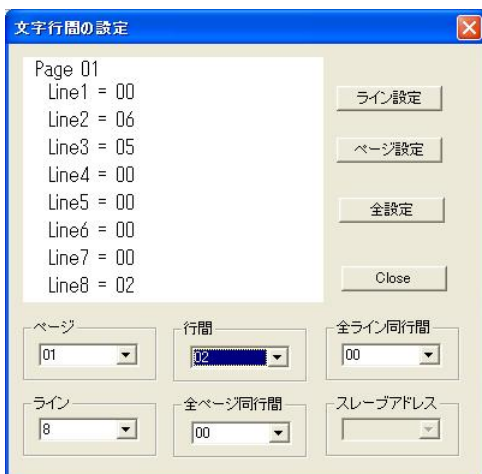 文字行間の設定
Page 01
Line1 = 00
Line2 = 06
Line3 = 05
Line4 = 00
Line5 = 00
Line6 = 00
Line7 = 00
Line8 = 02
ライン設定
ページ設定
全設定
Close
ページ
01
行間
02
全ライン同行間
00
ライン
8
全ページ同行間
00
スレーブアドレス